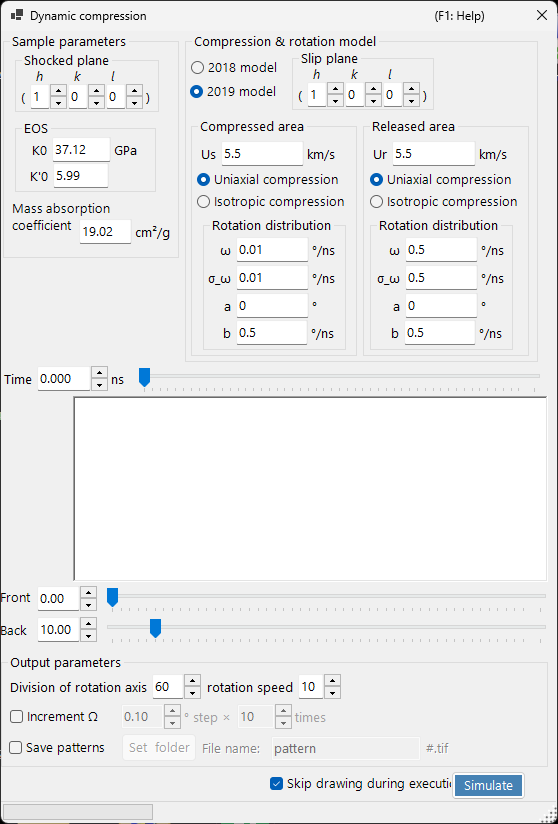 Dynamic compression (F1: Help)
Sample parameters
Shocked plane
h k l
( 1 0 0 )
EOS
K0 37.12 GPa
K'0 5.99
Mass absorption
coefficient 19.02 cm²/g
Compression & rotation model
2018 model
2019 model
Slip plane
h k l
( 1 0 0 )
Compressed area
Us 5.5 km/s
Uniaxial compression
Isotropic compression
Rotation distribution
ω 0.01 °/ns
σ_ω 0.01 °/ns
a 0 °
b 0.5 °/ns
Released area
Ur 5.5 km/s
Uniaxial compression
Isotropic compression
Rotation distribution
ω 0.5 °/ns
σ_ω 0.5 °/ns
a 0 °
b 0.5 °/ns
Time 0.000 ns
Front 0.00
Back 10.00
Output parameters
Division of rotation axis 60 rotation speed 10
Increment Ω 0.10 ° step × 10 times
Save patterns Set folder File name: pattern #.tif
Skip drawing during executi Simulate